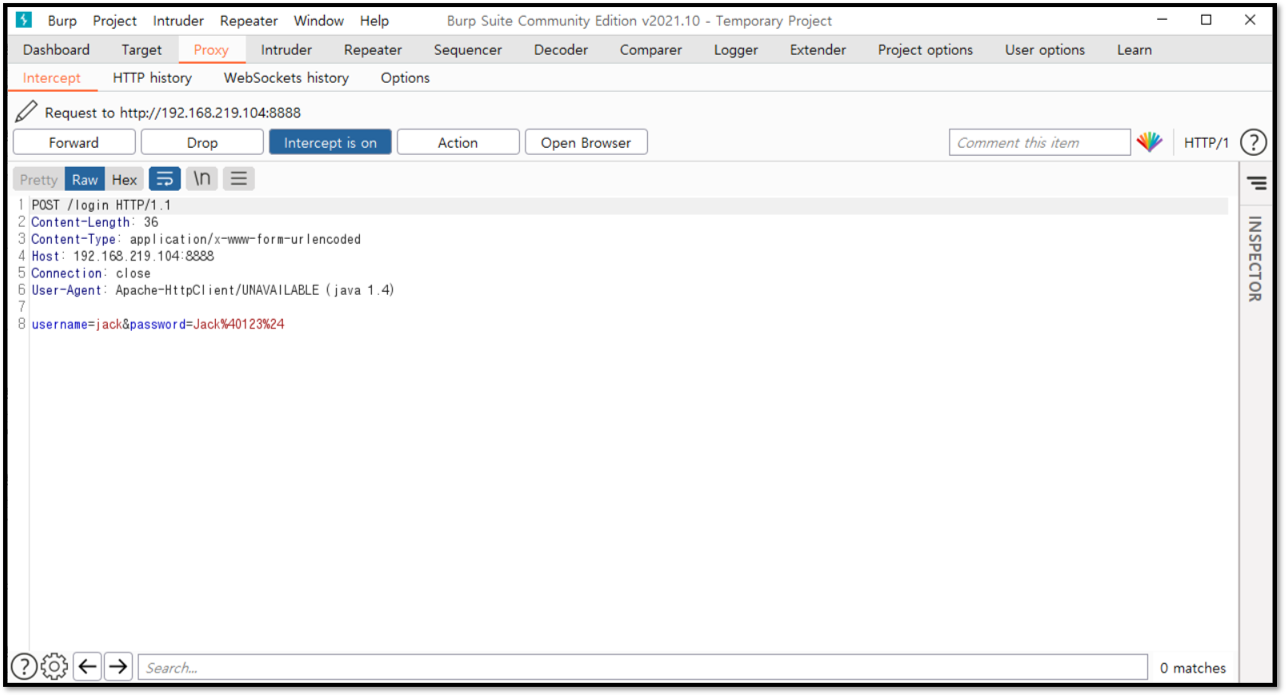 Burp Project Intruder Repeater Window Help Burp Suite Community Edition v2021.10 - Temporary Project
Dashboard Target Proxy Intruder Repeater Sequencer Decoder Comparer Logger Extender Project options User options Learn
Intercept HTTP history WebSockets history Options
Request to http://192.168.219.104:8888
Forward Drop Intercept is on Action Open Browser Comment this item HTTP/1 ?
Pretty Raw Hex \n
INSPECTOR
1 POST /login HTTP/1.1
2 Content-Length: 36
3 Content-Type: application/x-www-form-urlencoded
4 Host: 192.168.219.104:8888
5 Connection: close
6 User-Agent: Apache-HttpClient/UNAVAILABLE (java 1.4)
7
8 username=jack&password=Jack%40123%24
? Search... 0 matches